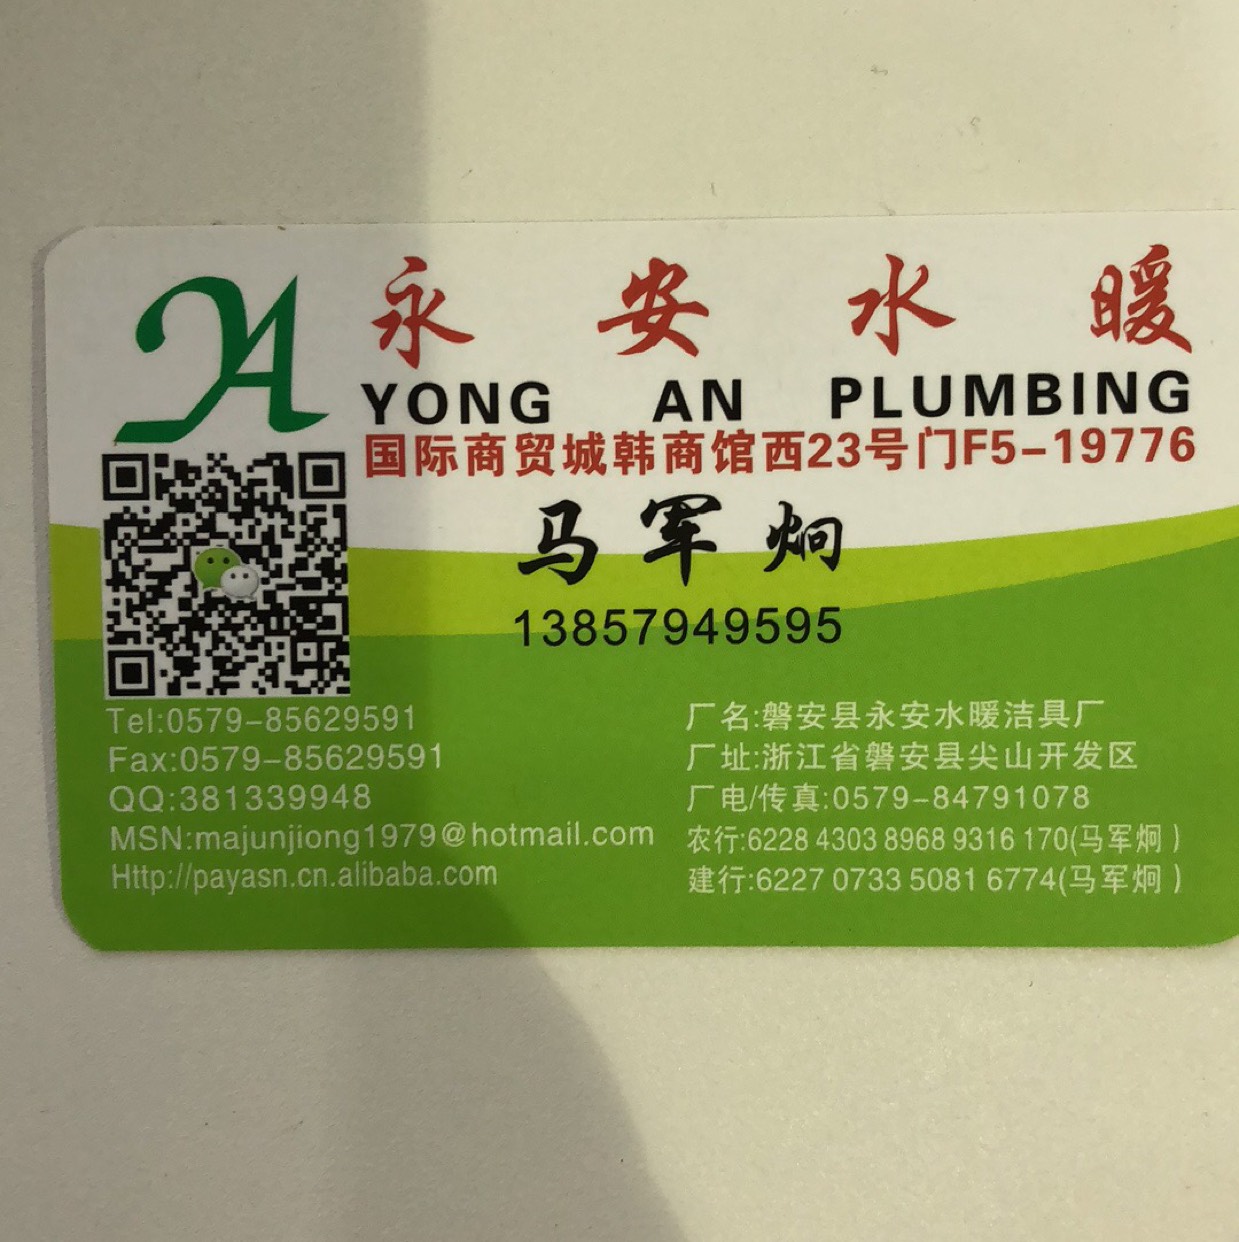 YA
永安水暖
YONG AN PLUMBING
国际商贸城韩商馆西23号门F5-19776
马军炯
13857949595
Tel:0579-85629591
Fax:0579-85629591
QQ:381339948
MSN:majunjiong1979@hotmail.com
Http://payasn.cn.alibaba.com
厂名:磐安县永安水暖洁具厂
厂址:浙江省磐安县尖山开发区
厂电/传真:0579-84791078
农行:6228 4303 8968 9316 170(马军炯)
建行:6227 0733 5081 6774(马军炯)